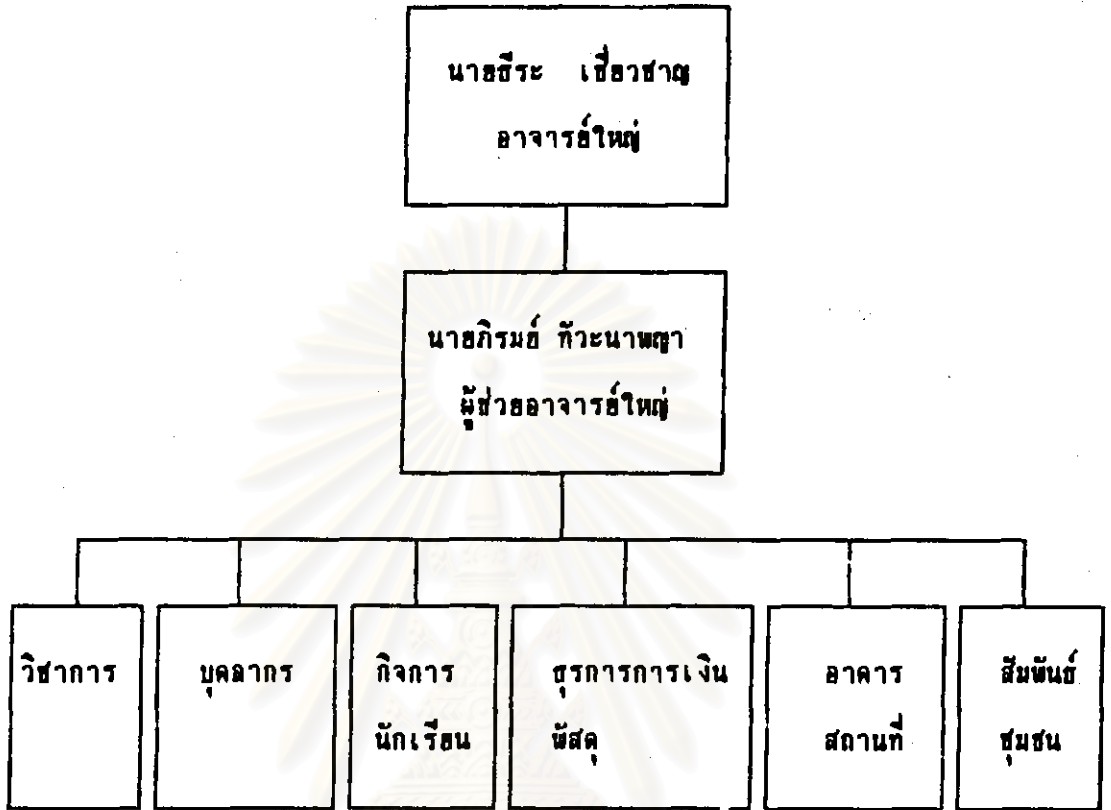 นายธีระ เชี่ยวชาญ
อาจารย์ใหญ่
นายภิรมย์ ทัวะนาพญา
ผู้ช่วยอาจารย์ใหญ่
วิชาการ
บุคลากร
กิจการ
นักเรียน
ธุรการการเงิน
พัสดุ
อาคาร
สถานที่
สัมพันธ์
ชุมชน